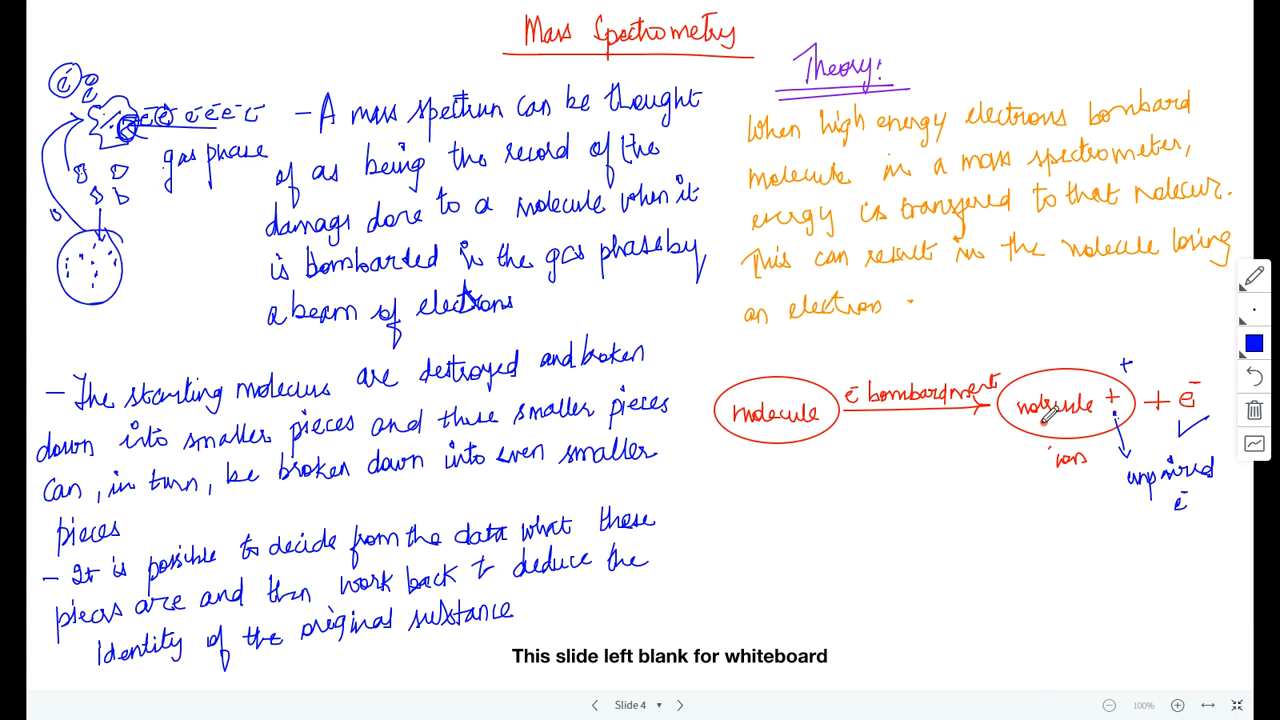 Mass Spectrometry
e e e e e e
gas phase
- A mass spectrum can be thought
of as being the record of the
damage done to a molecule when it
is bombarted in the gas phase by
a beam of electrons
- The starting molecules are destroyed and broken
down into smaller pieces and these smaller pieces
can, in turn, be broken down into even smaller
pieces
- It is possible to decide from the data what these
pieces are and then work back to deduce the
Identity of the original substance
Theory:
When high energy electrons bombard
molecule in a mass spectrometer,
energy is transfered to that molecule.
This can result in the molecule losing
an electron.
molecule ē bombardment molecule + + + ē
ions
unpaired
ē
This slide left blank for whiteboard
Slide 4
100%